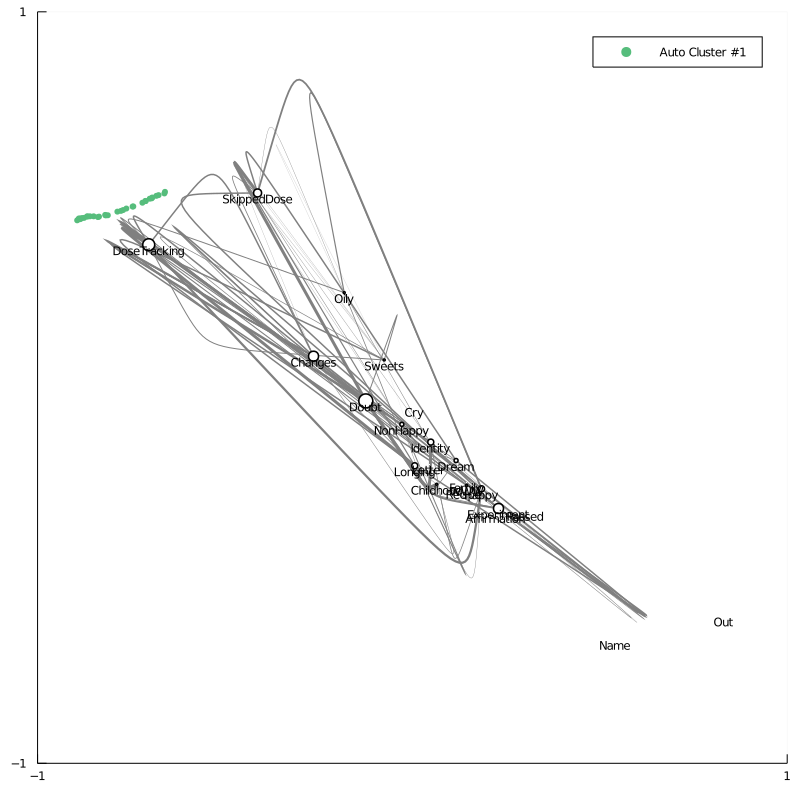 1
Auto Cluster #1
SkippedDose
DoseTracking
Oily
Changes
Sweets
Doubt
Cry
NonHappy
Identity
Dream
Longing
Childhood
Happy
Experiment
Affirmation
Out
Name
−1
−1
1